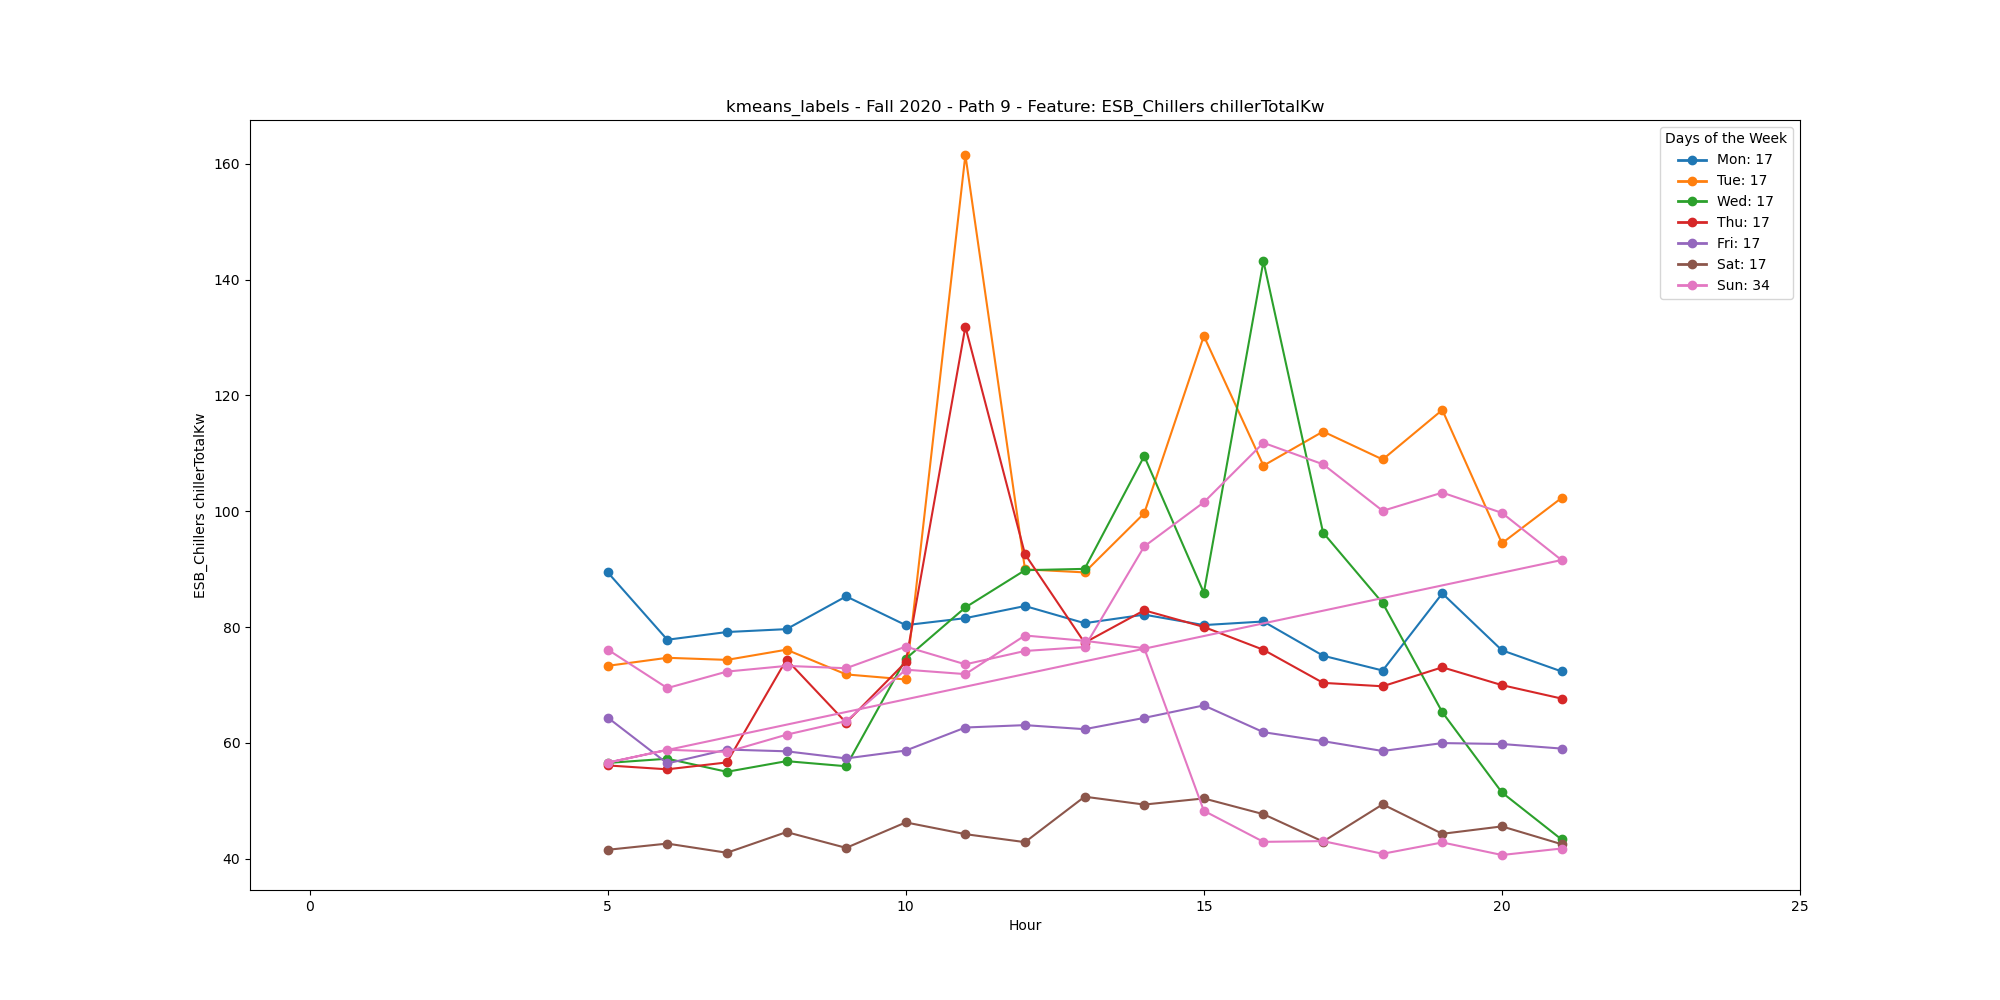 kmeans_labels - Fall 2020 - Path 9 - Feature: ESB_Chillers chillerTotalKw
Days of the Week
Mon: 17
Tue: 17
Wed: 17
Thu: 17
Fri: 17
Sat: 17
Sun: 34
ESB_Chillers chillerTotalKw
160
140
120
100
80
60
40
0 5 10 15 20 25
Hour